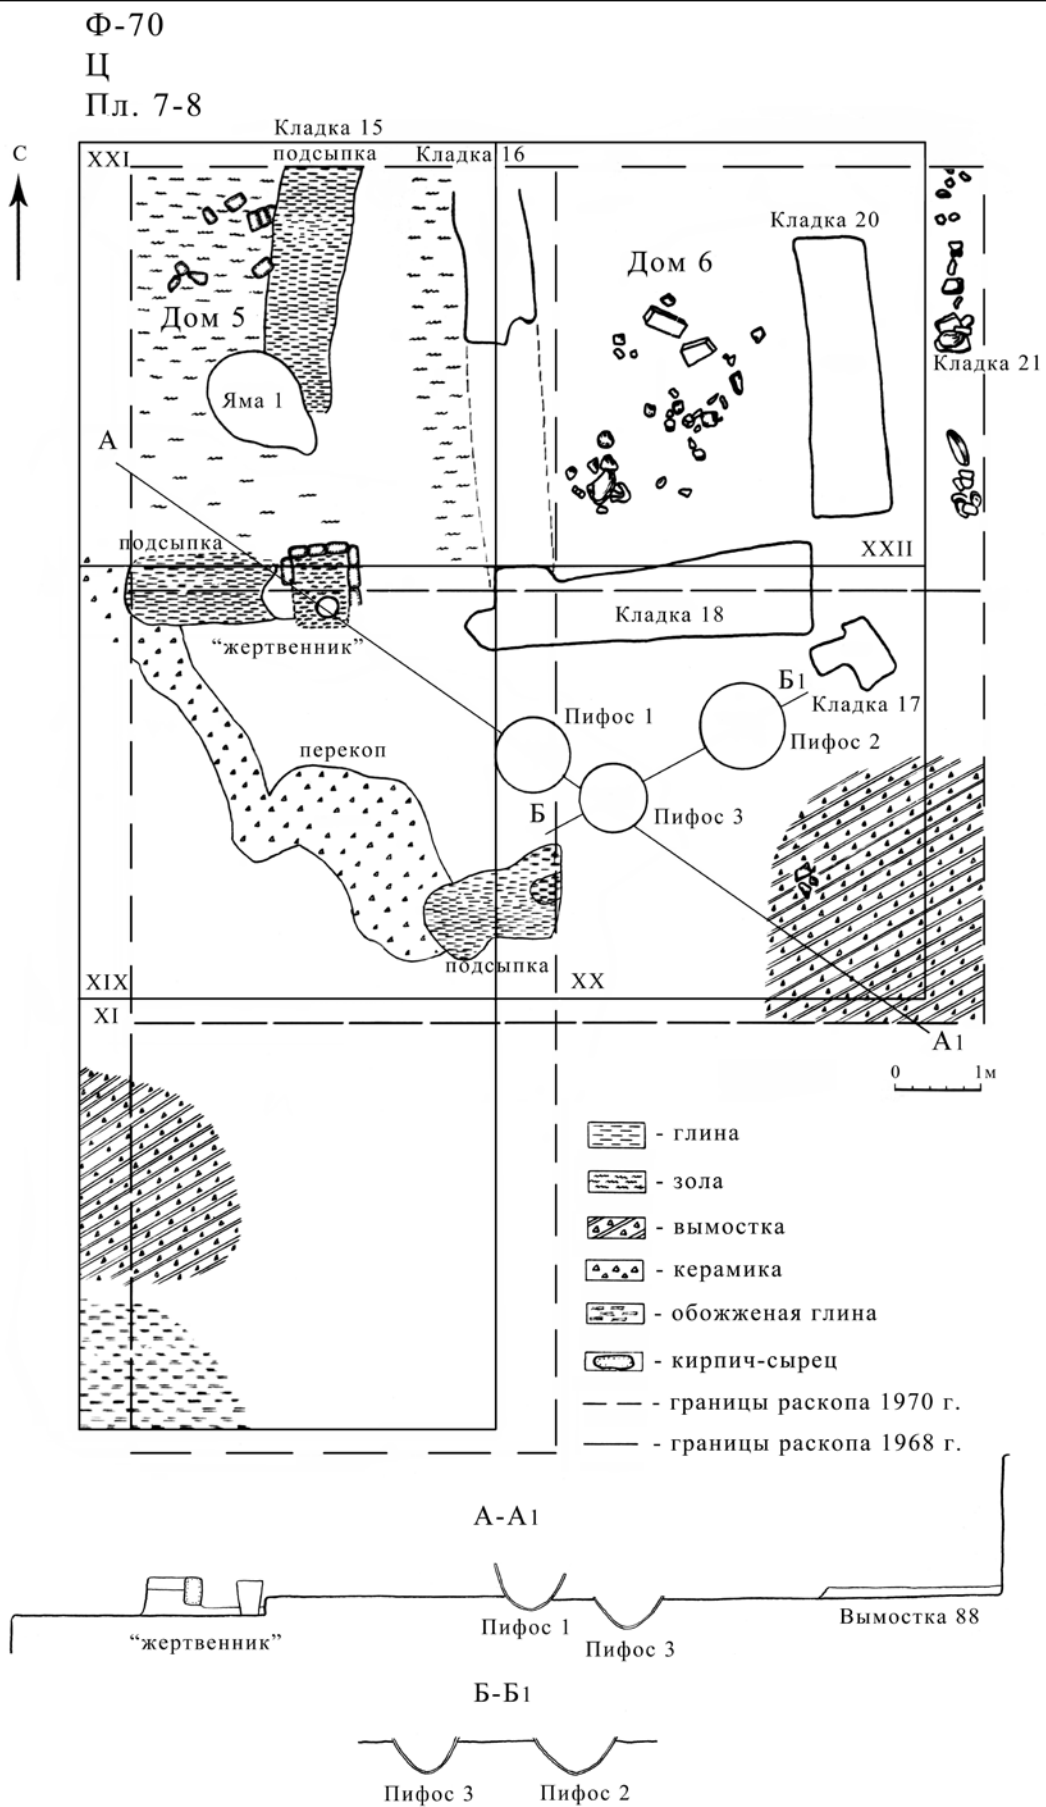 Ф-70
Ц
Пл. 7-8
С
Кладка 15
подсыпка
Кладка 16
XXI
Кладка 20
Дом 6
Дом 5
Кладка 21
Яма 1
А
подсыпка
XXII
Кладка 18
“жертвенник”
Б1
Кладка 17
Пифос 1
Пифос 2
перекоп
Б
Пифос 3
подсыпка
XIX
XX
XI
А1
0 1м
- глина
- зола
- вымостка
- керамика
- обожженая глина
- кирпич-сырец
- границы раскопа 1970 г.
- границы раскопа 1968 г.
А-А1
“жертвенник”
Пифос 1
Пифос 3
Вымостка 88
Б-Б1
Пифос 3
Пифос 2